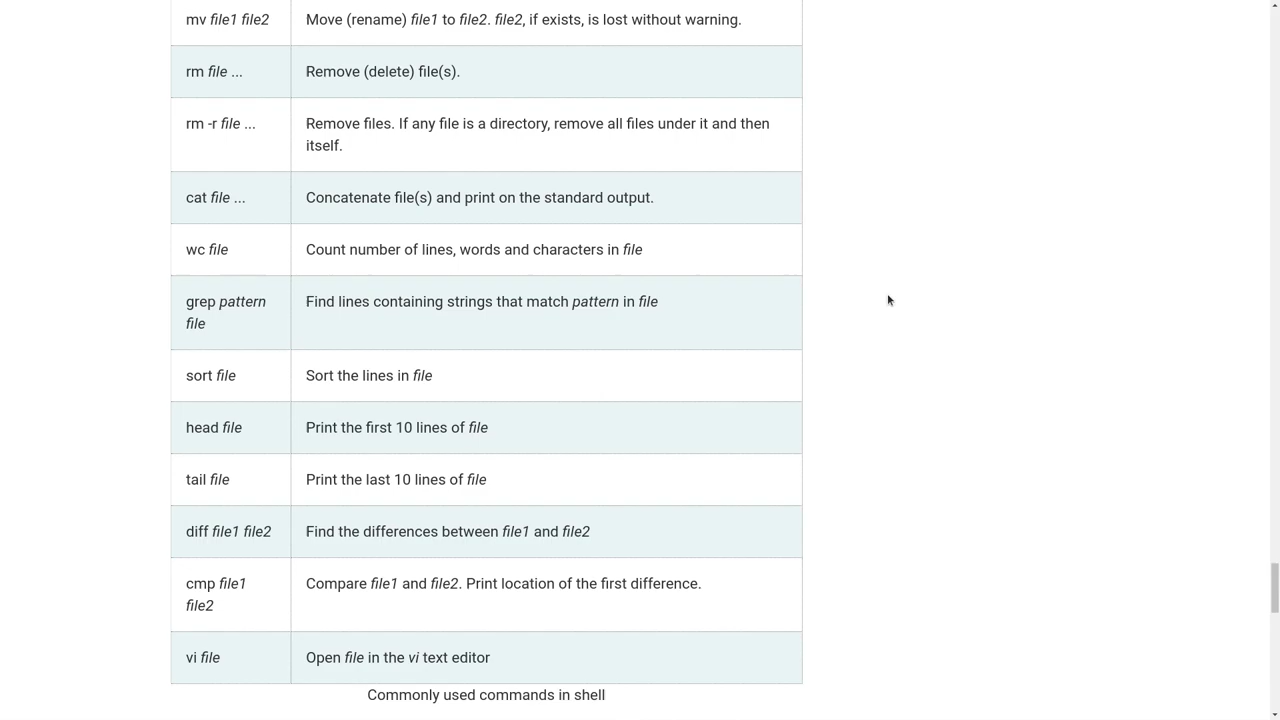 mv file1 file2
Move (rename) file1 to file2. file2, if exists, is lost without warning.
rm file ...
Remove (delete) file(s).
rm -r file ...
Remove files. If any file is a directory, remove all files under it and then
itself.
cat file ...
Concatenate file(s) and print on the standard output.
wc file
Count number of lines, words and characters in file
grep pattern
file
Find lines containing strings that match pattern in file
sort file
Sort the lines in file
head file
Print the first 10 lines of file
tail file
Print the last 10 lines of file
diff file1 file2
Find the differences between file1 and file2
cmp file1
file2
Compare file1 and file2. Print location of the first difference.
vi file
Open file in the vi text editor
Commonly used commands in shell